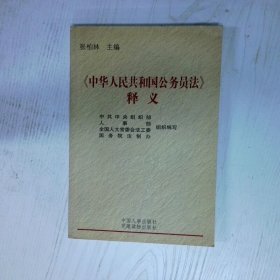 张柏林 主编
《中华人民共和国公务员法》
释义
中共中央组织部
人事部
全国人大常委会法工委
国务院法制办
组织编写
中国人事出版社
党建读物出版社